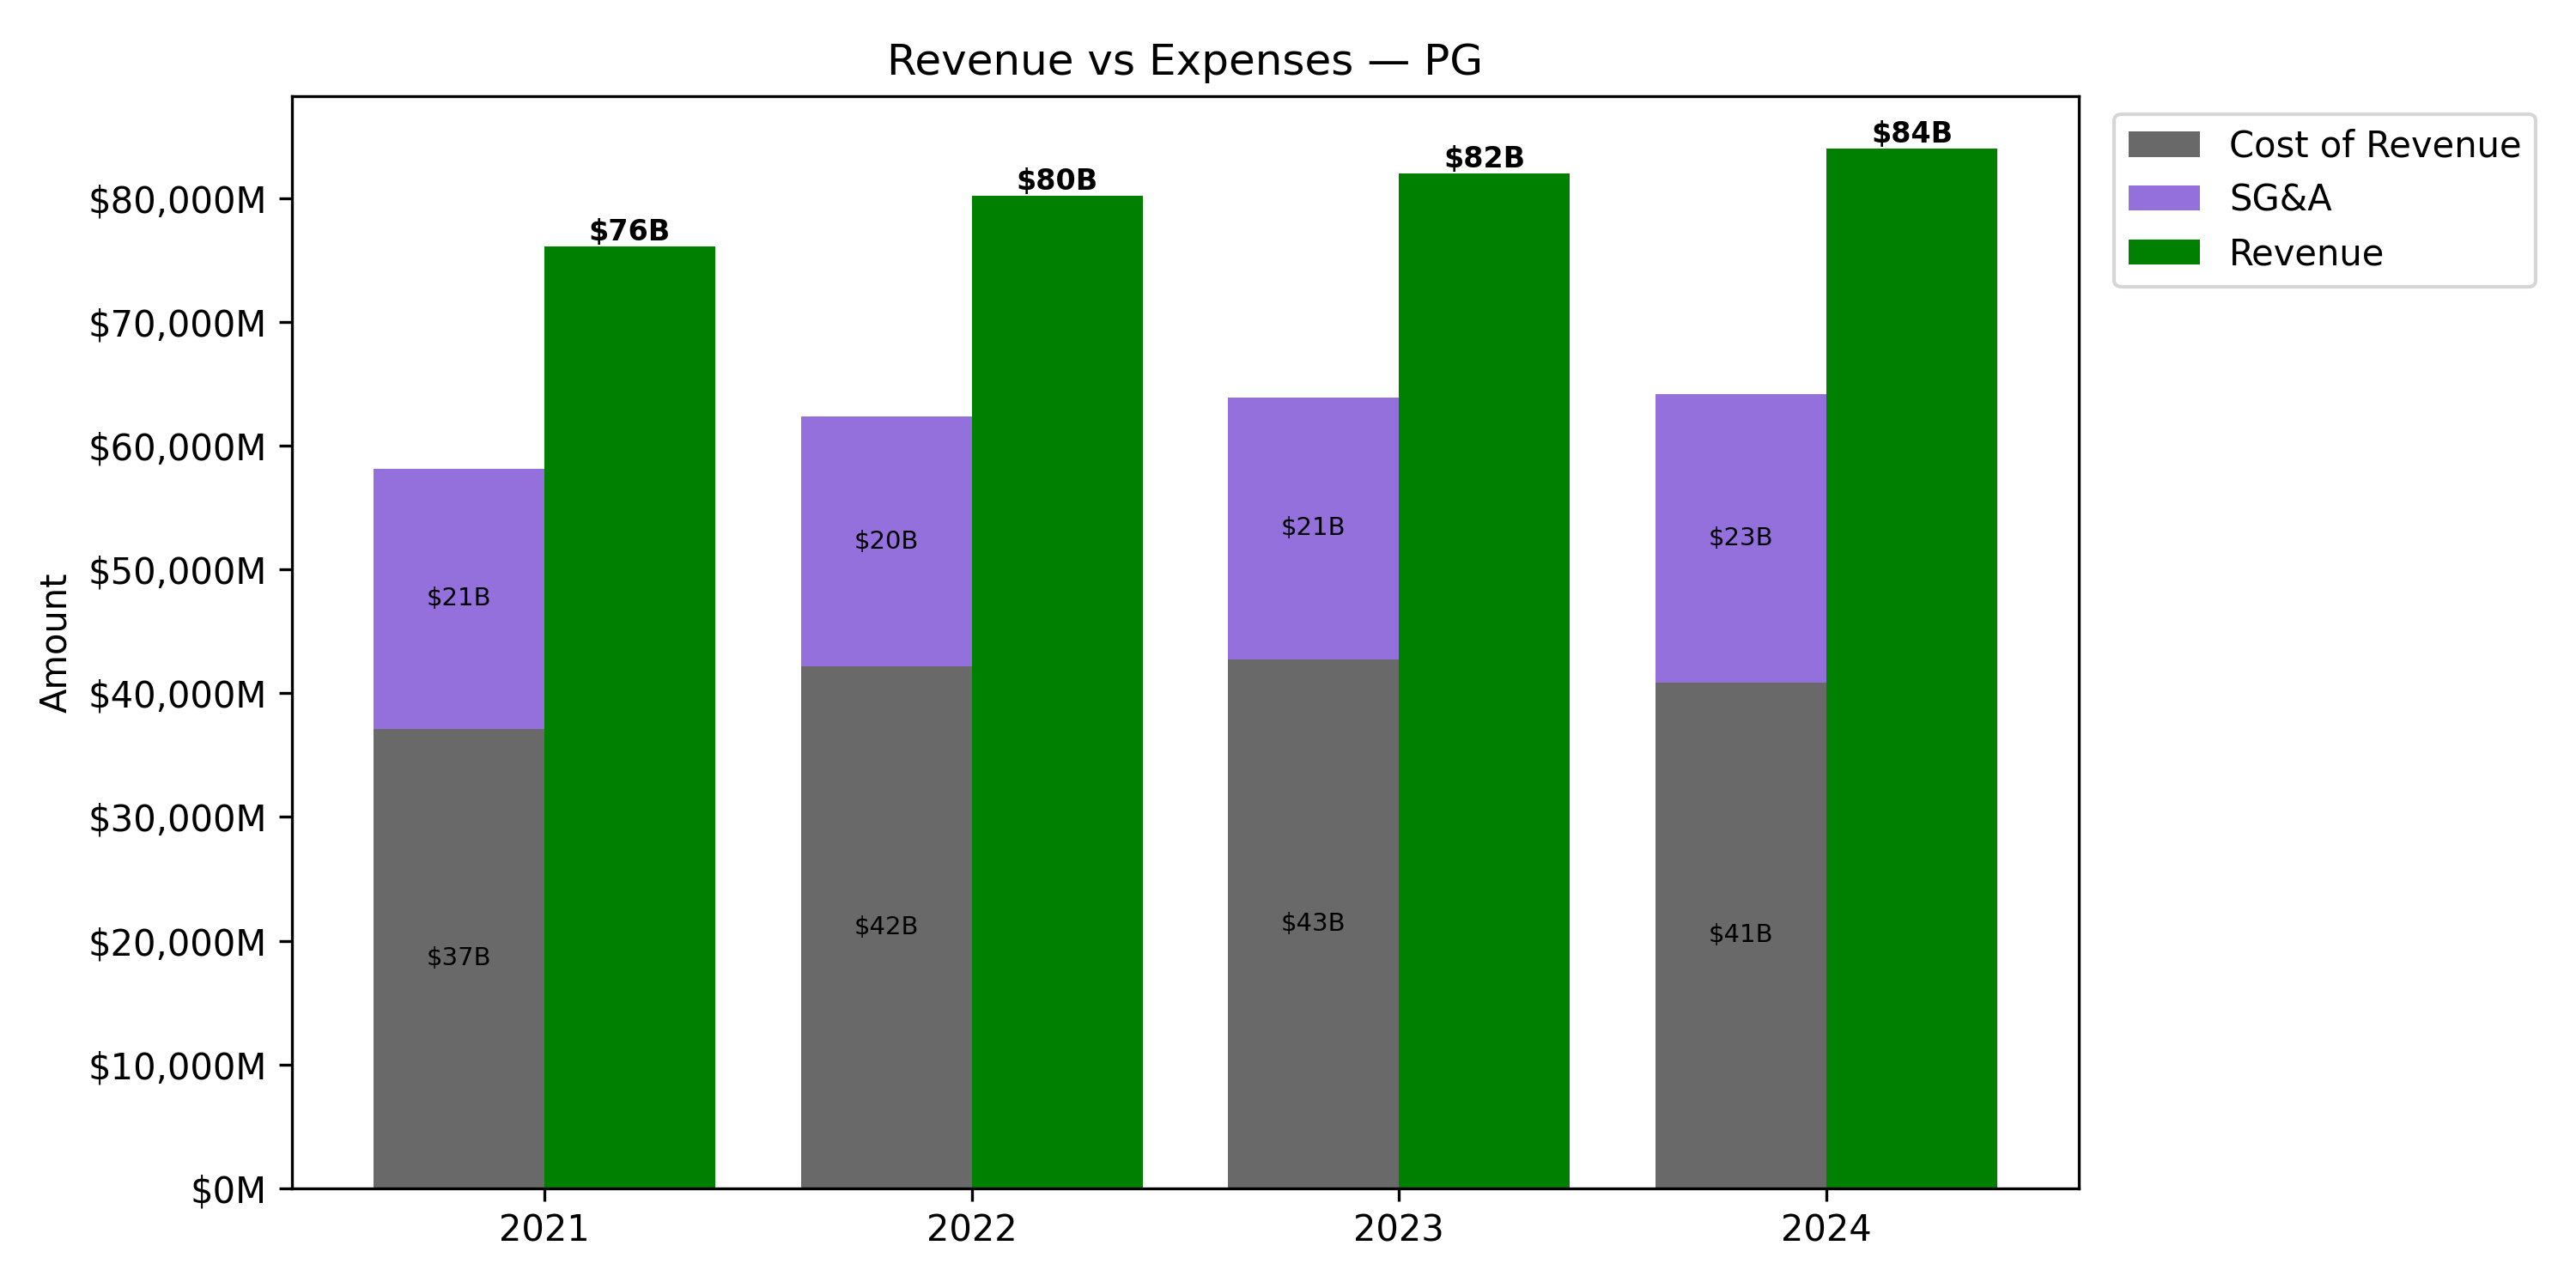 Revenue vs Expenses — PG
Cost of Revenue
SG&A
Revenue
Amount
$80,000M
$70,000M
$60,000M
$50,000M
$40,000M
$30,000M
$20,000M
$10,000M
$0M
$76B
$80B
$82B
$84B
$21B
$20B
$21B
$23B
$37B
$42B
$43B
$41B
2021
2022
2023
2024